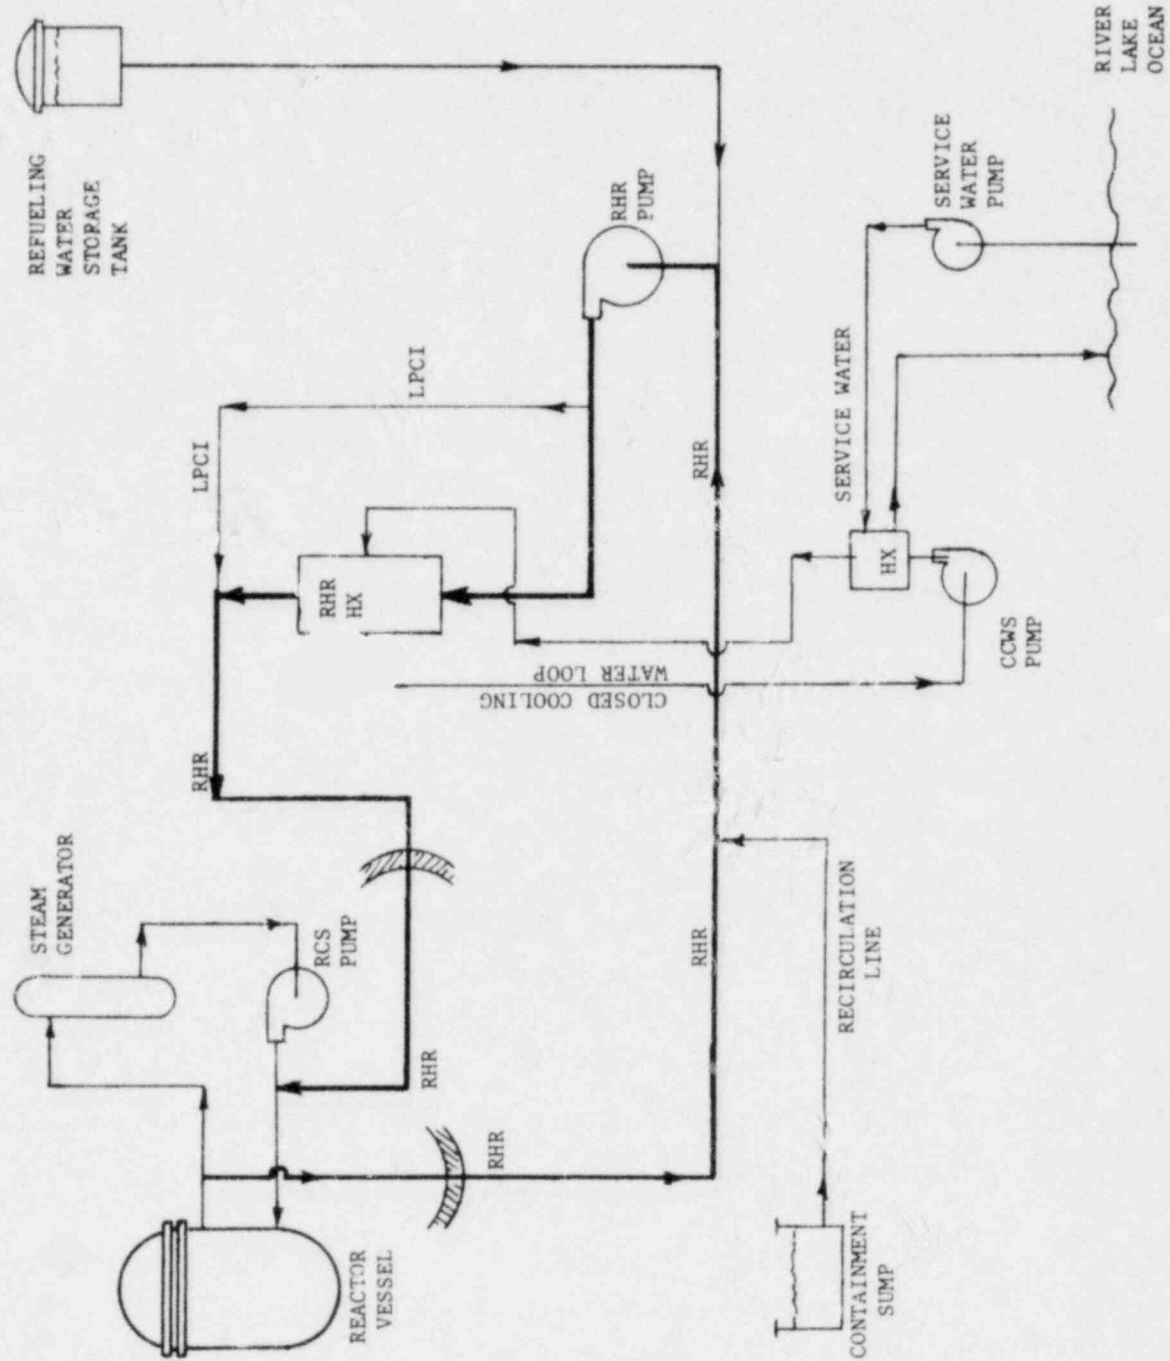 REFUELING
WATER
STORAGE
TANK
RHR
PUMP
LPCI
LPCI
RHR
HX
RHR
STEAM
GENERATOR
RCS
PUMP
RHR
RHR
REACTOR
VESSEL
RHR
RHR
CLOSED COOLING
WATER LOOP
SERVICE WATER
SERVICE
WATER
PUMP
HX
CCWS
PUMP
RIVER
LAKE
OCEAN
RECIRCULATION
LINE
CONTAINMENT
SUMP